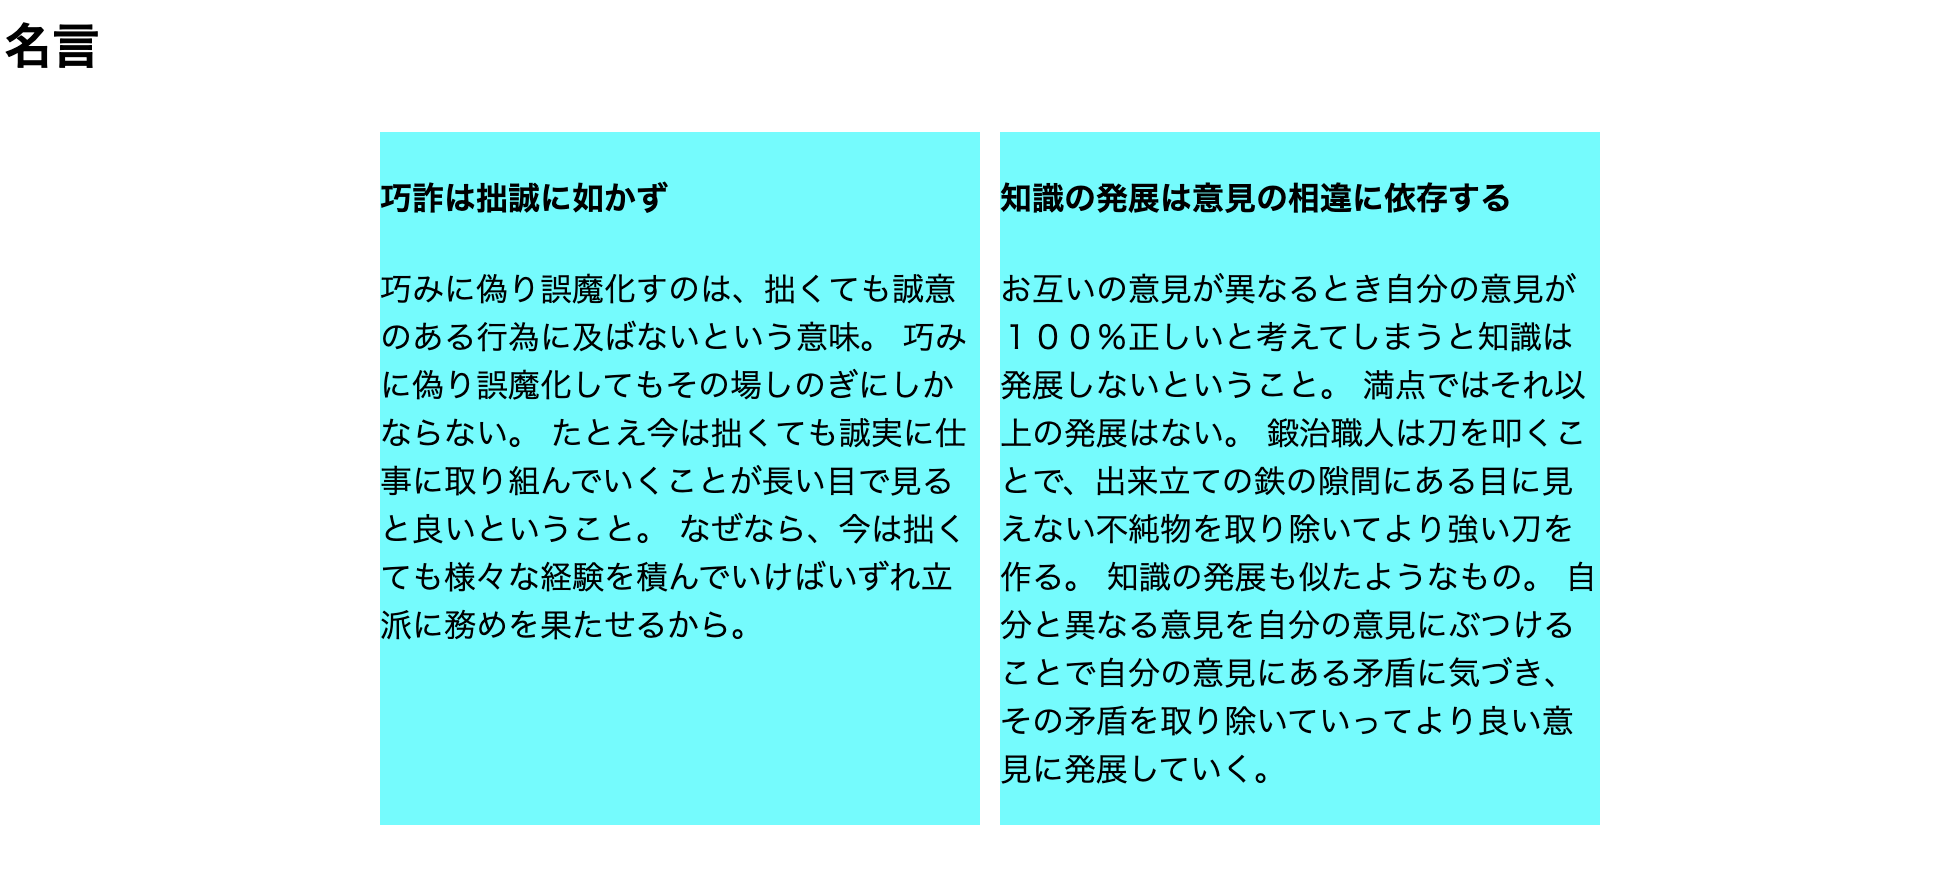 名言
巧詐は拙誠に如かず
巧みに偽り誤魔化すのは、拙くても誠意
のある行為に及ばないという意味。 巧み
に偽り誤魔化してもその場しのぎにしか
ならない。 たとえ今は拙くても誠実に仕
事に取り組んでいくことが長い目で見る
と良いということ。 なぜなら、今は拙く
ても様々な経験を積んでいけばいずれ立
派に務めを果たせるから。
知識の発展は意見の相違に依存する
お互いの意見が異なるとき自分の意見が
１００％正しいと考えてしまうと知識は
発展しないということ。 満点ではそれ以
上の発展はない。 鍛治職人は刀を叩くこ
とで、出来立ての鉄の隙間にある目に見
えない不純物を取り除いてより強い刀を
作る。 知識の発展も似たようなもの。 自
分と異なる意見を自分の意見にぶつける
ことで自分の意見にある矛盾に気づき、
その矛盾を取り除いていってより良い意
見に発展していく。